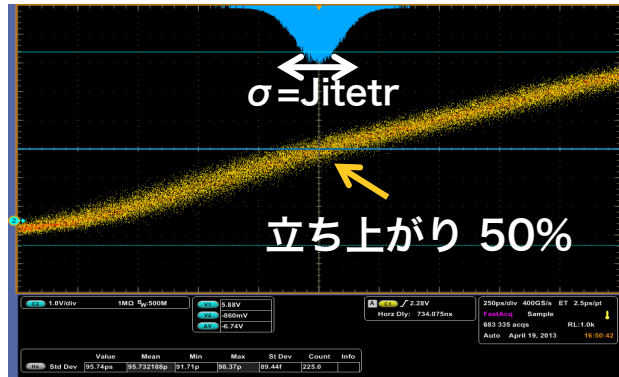 σ=Jitetr
立ち上がり 50%
2
C2 1.0V/div 1MΩ BW:500M
V1 5.88V
V2 -860mV
ΔV -6.74V
A C1 2.28V
Horz Dly: 734.075ns
250ps/div 400GS/s ET 2.5ps/pt
FastAcq Sample
683 335 acqs RL:1.0k
Auto April 19, 2013 16:50:42
Value Mean Min Max St Dev Count Info
Hs Std Dev 95.74ps 95.732188p 91.71p 98.37p 89.44f 225.0